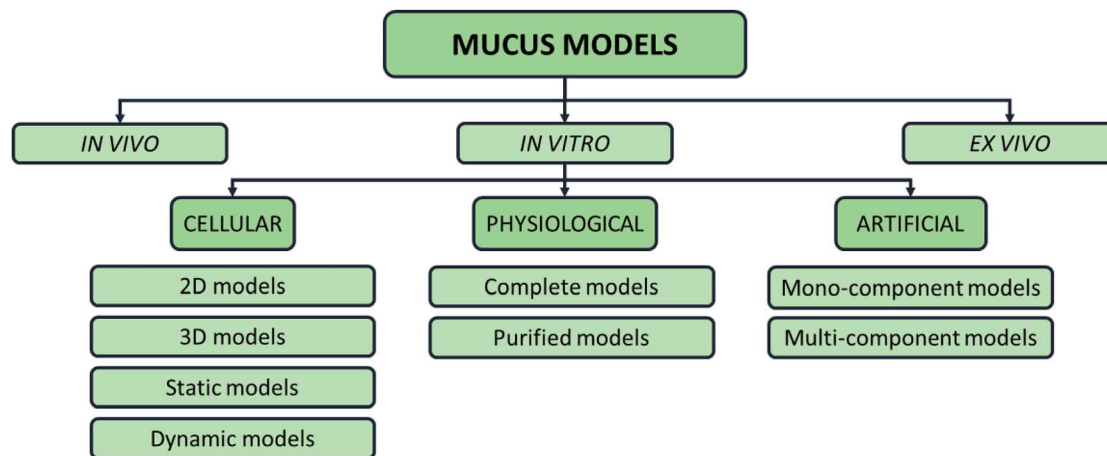 MUCUS MODELS
IN VIVO
IN VITRO
EX VIVO
CELLULAR
PHYSIOLOGICAL
ARTIFICIAL
2D models
Complete models
Mono-component models
3D models
Purified models
Multi-component models
Static models
Dynamic models